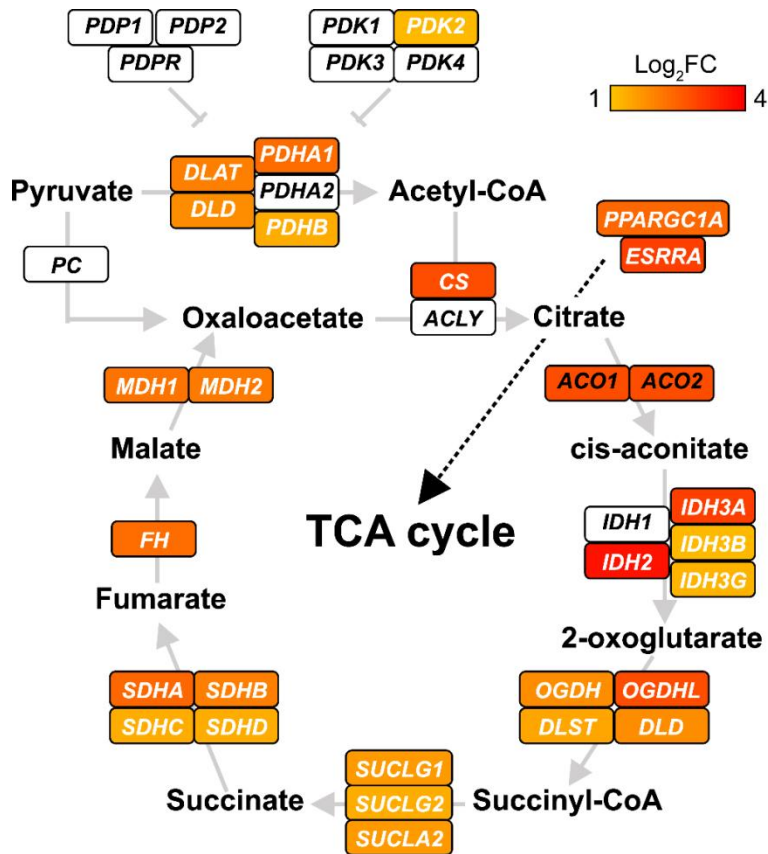 PDP1 PDP2
PDPR
PDK1 PDK2
PDK3 PDK4
Log₂FC
1 4
Pyruvate
DLAT
DLD
PDHA1
PDHA2
PDHB
Acetyl-CoA
PPARGC1A
ESRRA
PC
CS
ACLY
Oxaloacetate
Citrate
MDH1 MDH2
ACO1 ACO2
Malate
cis-aconitate
TCA cycle
IDH1
IDH2
IDH3A
IDH3B
IDH3G
FH
Fumarate
2-oxoglutarate
SDHA SDHB
SDHC SDHD
OGDH OGDHL
DLST DLD
SUCLG1
SUCLG2
SUCLA2
Succinate
Succinyl-CoA